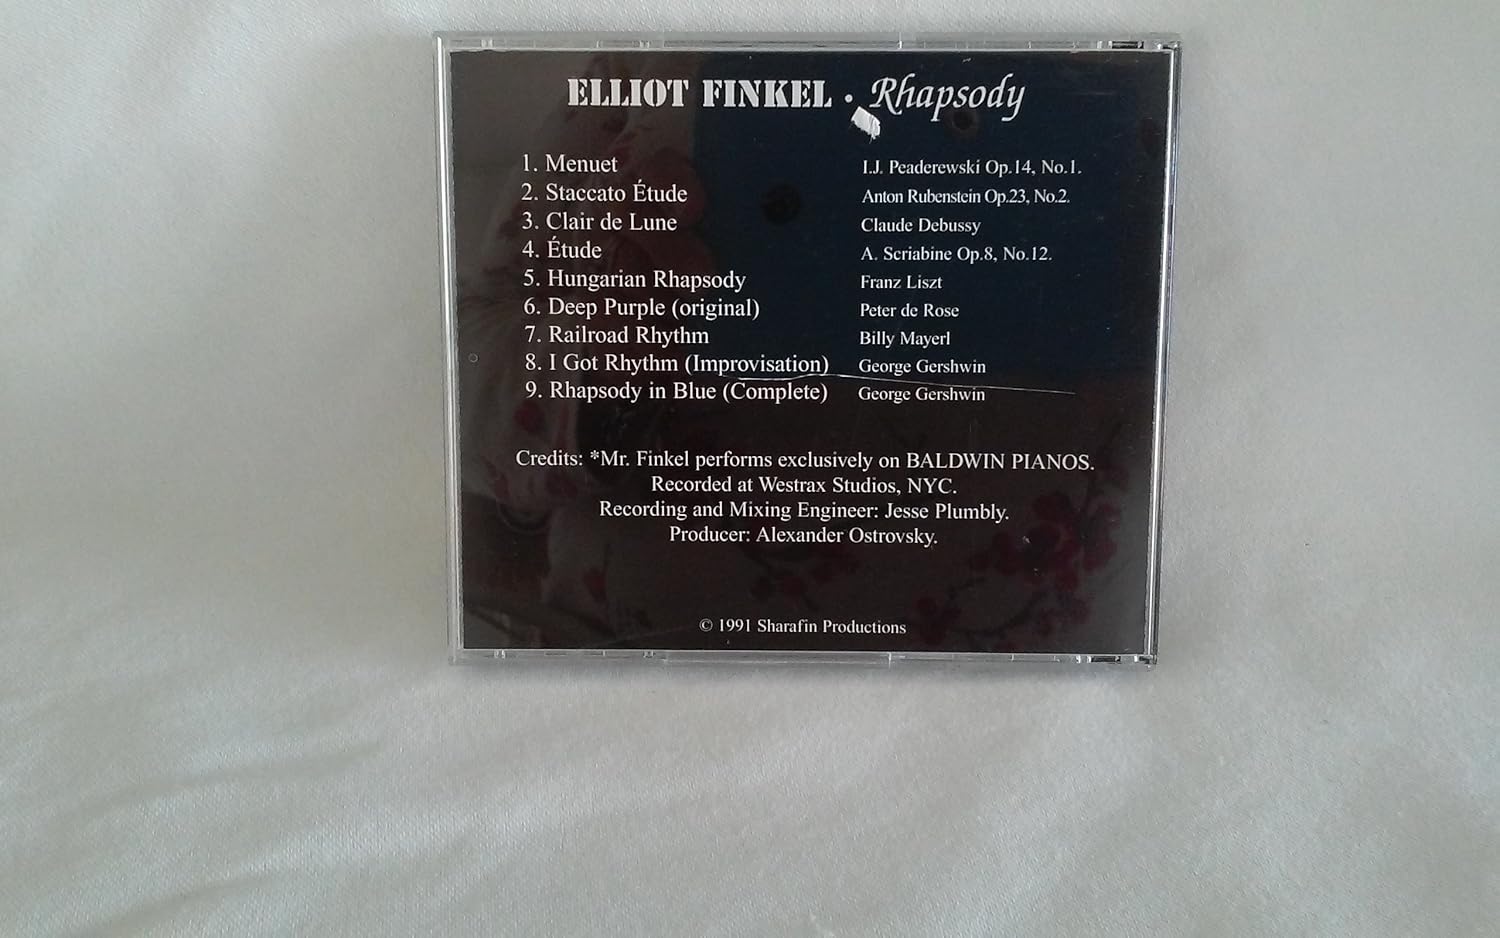 ELLIOT FINKEL · Rhapsody
1. Menuet I.J. Peaderewski Op.14, No.1.
2. Staccato Étude Anton Rubenstein Op.23, No.2.
3. Clair de Lune Claude Debussy
4. Étude A. Scriabine Op.8, No.12.
5. Hungarian Rhapsody Franz Liszt
6. Deep Purple (original) Peter de Rose
7. Railroad Rhythm Billy Mayerl
8. I Got Rhythm (Improvisation) George Gershwin
9. Rhapsody in Blue (Complete) George Gershwin
Credits: *Mr. Finkel performs exclusively on BALDWIN PIANOS.
Recorded at Westrax Studios, NYC.
Recording and Mixing Engineer: Jesse Plumbly.
Producer: Alexander Ostrovsky.
© 1991 Sharafin Productions